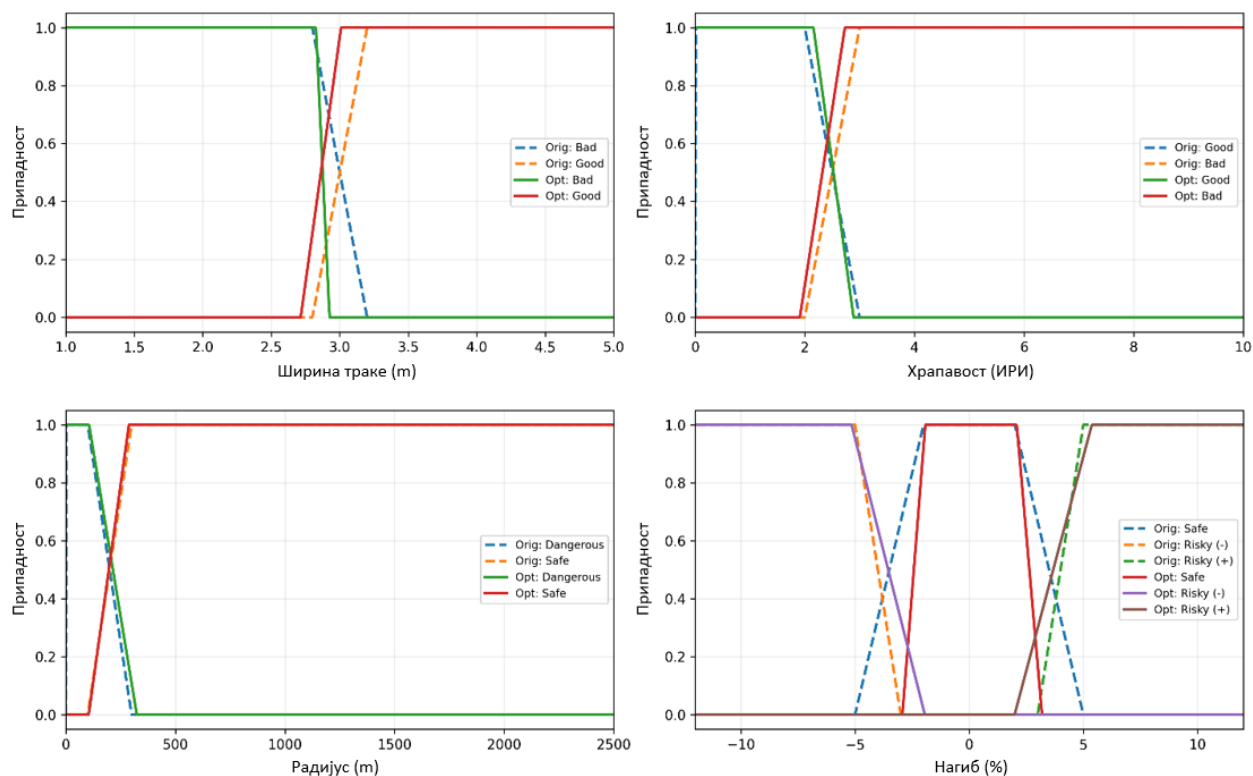 1.0
0.8
0.6
0.4
0.2
0.0
Припадност
Orig: Bad
Orig: Good
Opt: Bad
Opt: Good
1.0 1.5 2.0 2.5 3.0 3.5 4.0 4.5 5.0
Ширина траке (m)
1.0
0.8
0.6
0.4
0.2
0.0
Припадност
Orig: Good
Orig: Bad
Opt: Good
Opt: Bad
0 2 4 6 8 10
Храпавост (ИРИ)
1.0
0.8
0.6
0.4
0.2
0.0
Припадност
Orig: Dangerous
Orig: Safe
Opt: Dangerous
Opt: Safe
0 500 1000 1500 2000 2500
Радијус (m)
1.0
0.8
0.6
0.4
0.2
0.0
Припадност
Orig: Safe
Orig: Risky (-)
Orig: Risky (+)
Opt: Safe
Opt: Risky (-)
Opt: Risky (+)
−10 −5 0 5 10
Нагиб (%)